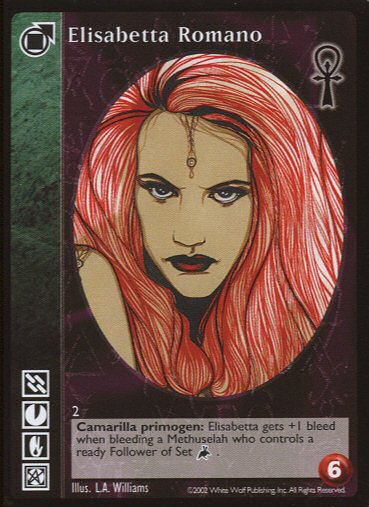 Elisabetta Romano
2
Camarilla primogen: Elisabetta gets +1 bleed
when bleeding a Methuselah who controls a
ready Follower of Set .
6
Illus. L.A. Williams
©2002 White Wolf Publishing, Inc. All Rights Reserved.